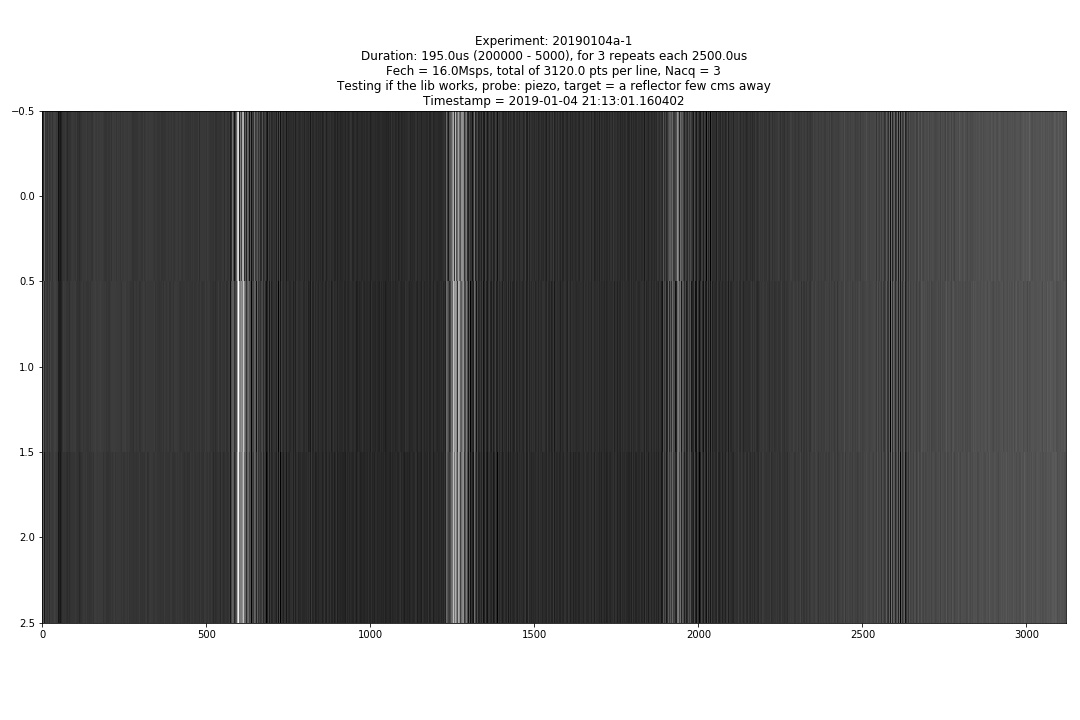 Experiment: 20190104a-1
Duration: 195.0us (200000 - 5000), for 3 repeats each 2500.0us
Fech = 16.0Msps, total of 3120.0 pts per line, Nacq = 3
Testing if the lib works, probe: piezo, target = a reflector few cms away
Timestamp = 2019-01-04 21:13:01.160402
−0.5
0.0
0.5
1.0
1.5
2.0
2.5
0 500 1000 1500 2000 2500 3000